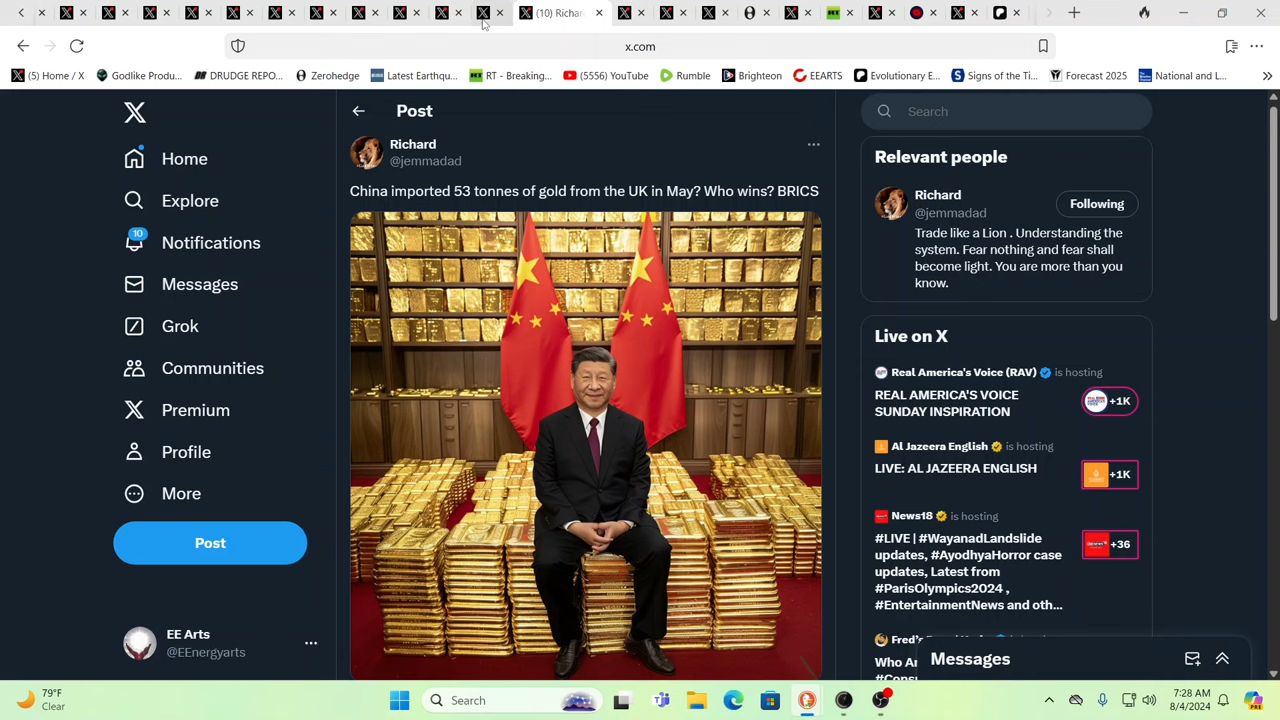 (10) Richar
x.com
(5) Home / X
Godlike Produ...
DRUDGE REPO...
Zerohedge
Latest Earthqu...
RT - Breaking...
(5556) YouTube
Rumble
Brighteon
EEARTS
Evolutionary E...
Signs of the Ti...
Forecast 2025
National and L...
Post
Search
Richard
@jemmadad
China imported 53 tonnes of gold from the UK in May? Who wins? BRICS
Home
Explore
10
Notifications
Messages
Grok
Communities
Premium
Profile
More
Post
EE Arts
@EEnergyarts
Relevant people
Richard
@jemmadad
Following
Trade like a Lion . Understanding the
system. Fear nothing and fear shall
become light. You are more than you
know.
Live on X
Real America's Voice (RAV) is hosting
REAL AMERICA'S VOICE
SUNDAY INSPIRATION
+1K
Al Jazeera English is hosting
LIVE: AL JAZEERA ENGLISH
+1K
News18 is hosting
#LIVE | #WayanadLandslide
updates, #AyodhyaHorror case
updates, Latest from
#ParisOlympics2024 ,
#EntertainmentNews and oth...
+36
Messages
79°F
Clear
Search
7:28 AM
8/4/2024